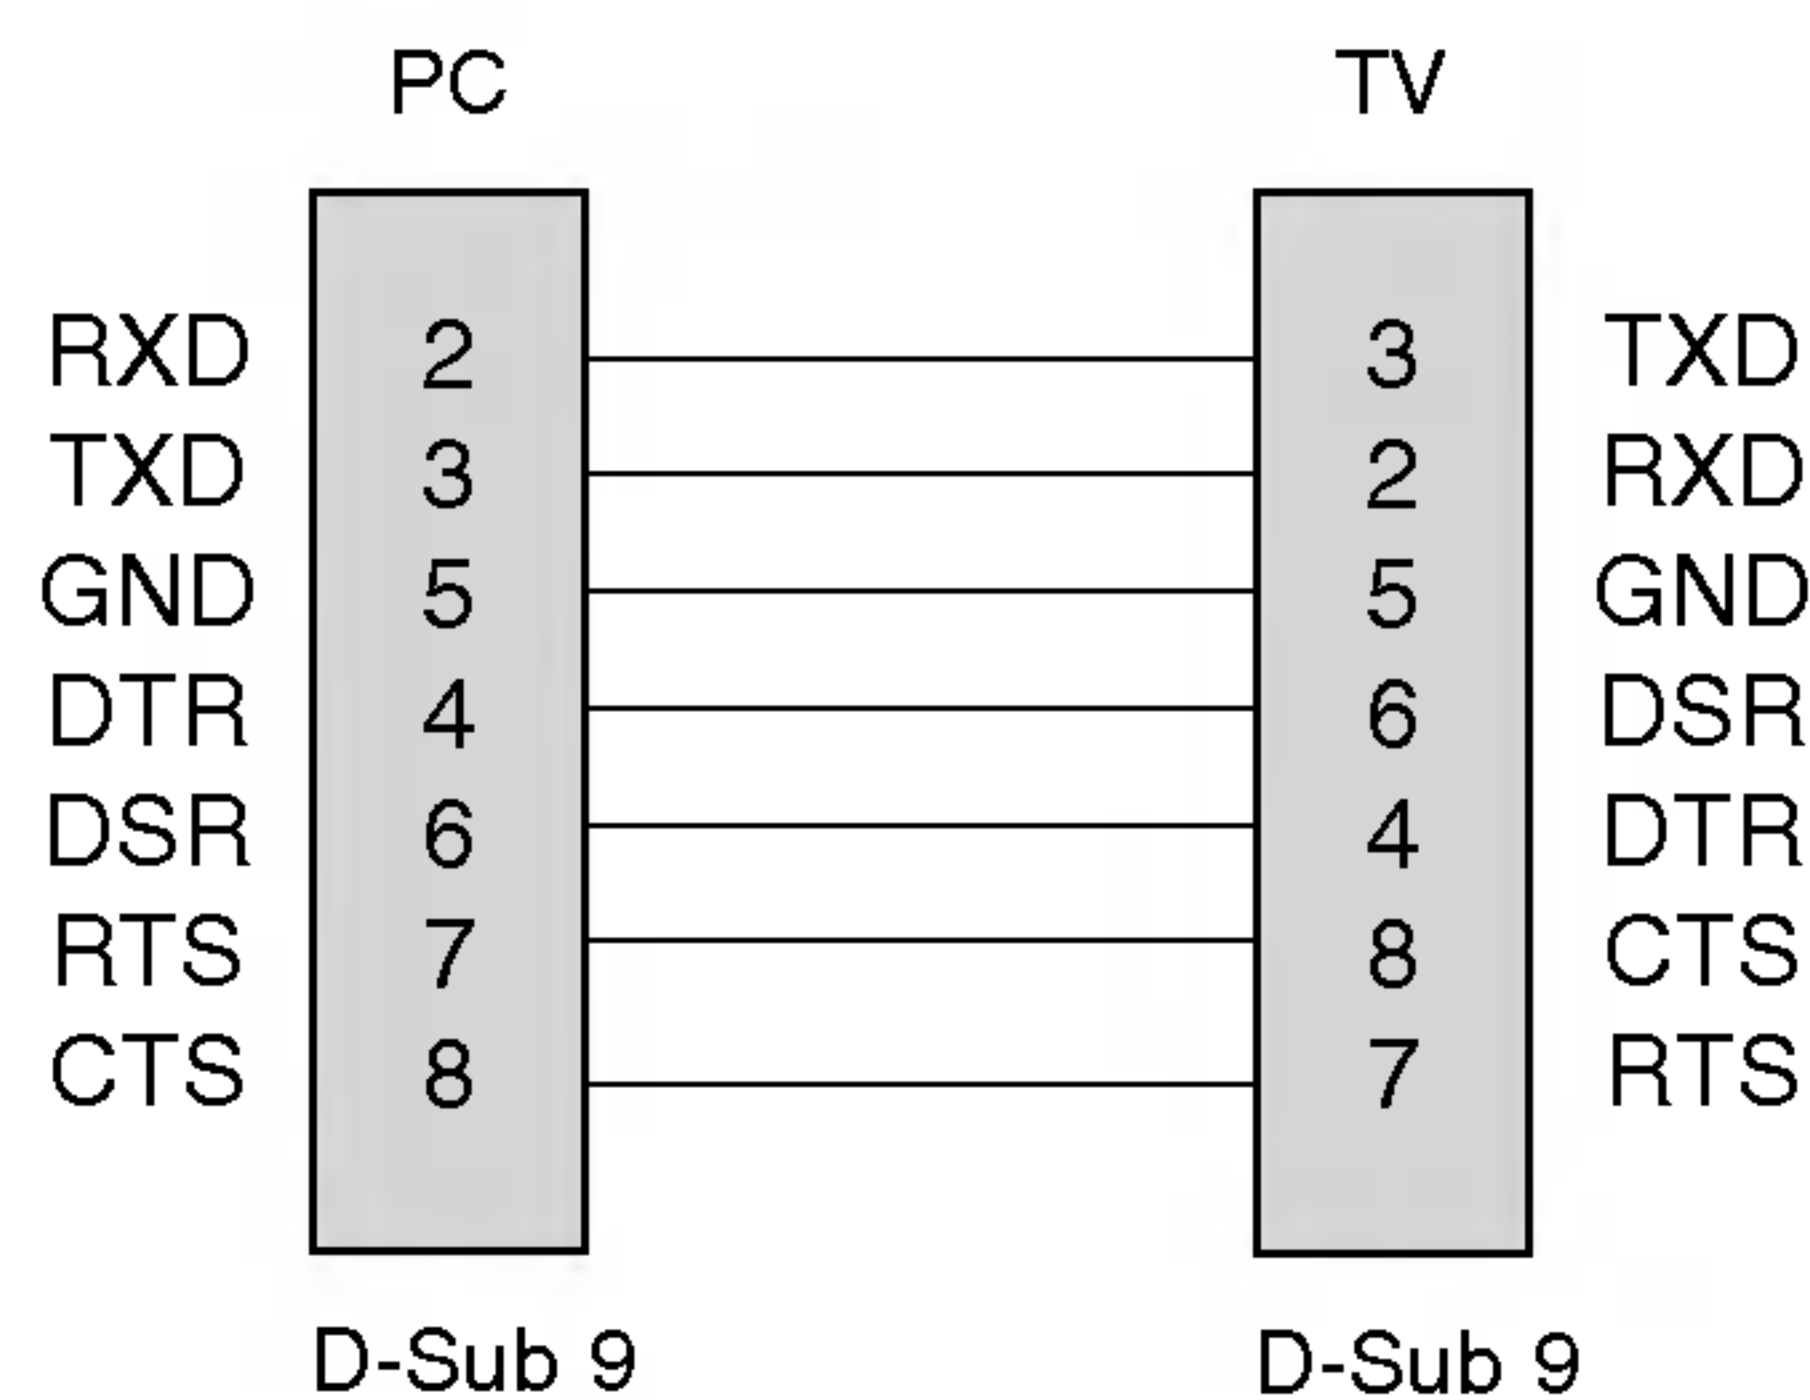 PC TV
RXD 2 3 TXD
TXD 3 2 RXD
GND 5 5 GND
DTR 4 6 DSR
DSR 6 4 DTR
RTS 7 8 CTS
CTS 8 7 RTS
D-Sub 9 D-Sub 9